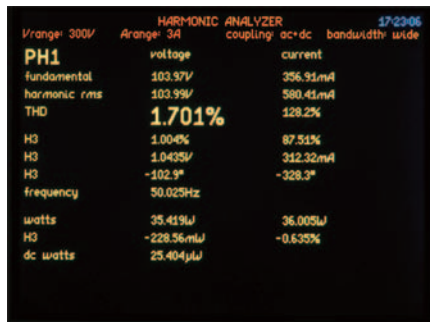 HARMONIC ANALYZER 17:23:06
Vrange: 300V Arange: 3A coupling: ac+dc bandwidth: wide
PH1 voltage current
fundamental 103.97V 356.91mA
harmonic rms 103.99V 580.41mA
THD 1.701% 128.2%
H3 1.004% 87.51%
H3 1.0435V 312.32mA
H3 -102.9° -328.3°
frequency 50.025Hz
watts 35.419W 36.005W
H3 -228.56mW -0.635%
dc watts 25.404µW